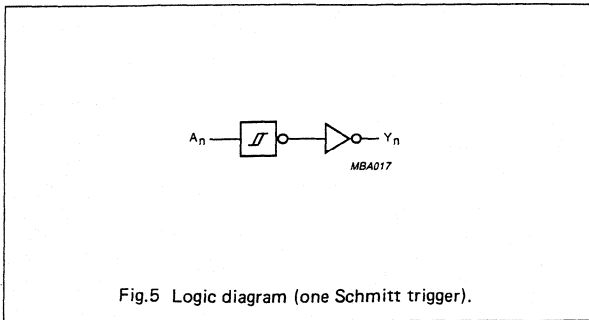 Aₙ
Yₙ
MBA017
Fig.5 Logic diagram (one Schmitt trigger).